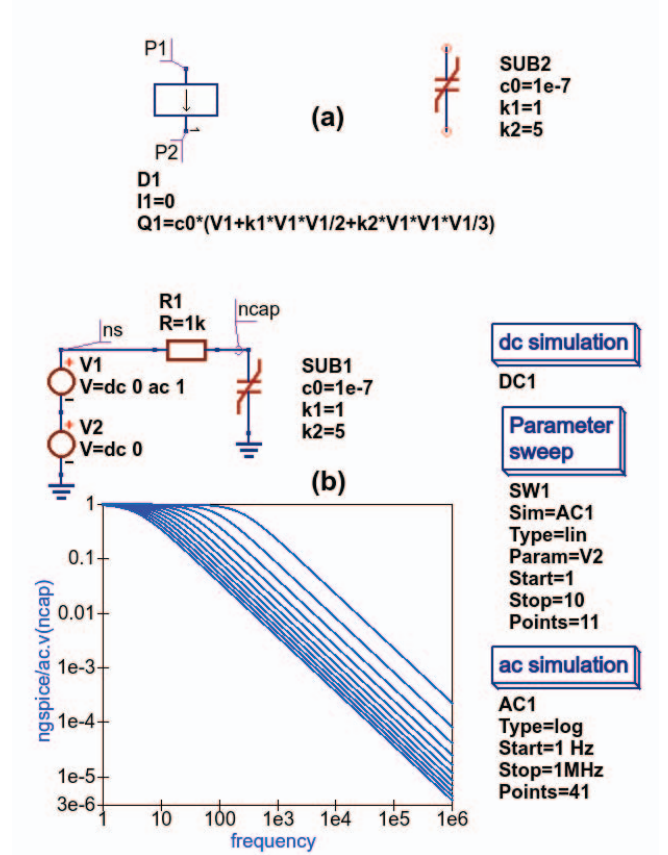 P1
P2
(a)
D1
I1=0
Q1=c0*(V1+k1*V1*V1/2+k2*V1*V1*V1/3)
SUB2
c0=1e-7
k1=1
k2=5
ns
R1
R=1k
ncap
V1
V=dc 0 ac 1
V2
V=dc 0
SUB1
c0=1e-7
k1=1
k2=5
(b)
dc simulation
DC1
Parameter
sweep
SW1
Sim=AC1
Type=lin
Param=V2
Start=1
Stop=10
Points=11
ac simulation
AC1
Type=log
Start=1 Hz
Stop=1MHz
Points=41
ngspice/ac.v(ncap)
1
0.1
0.01
1e-3
1e-4
1e-5
3e-6
1 10 100 1e3 1e4 1e5 1e6
frequency